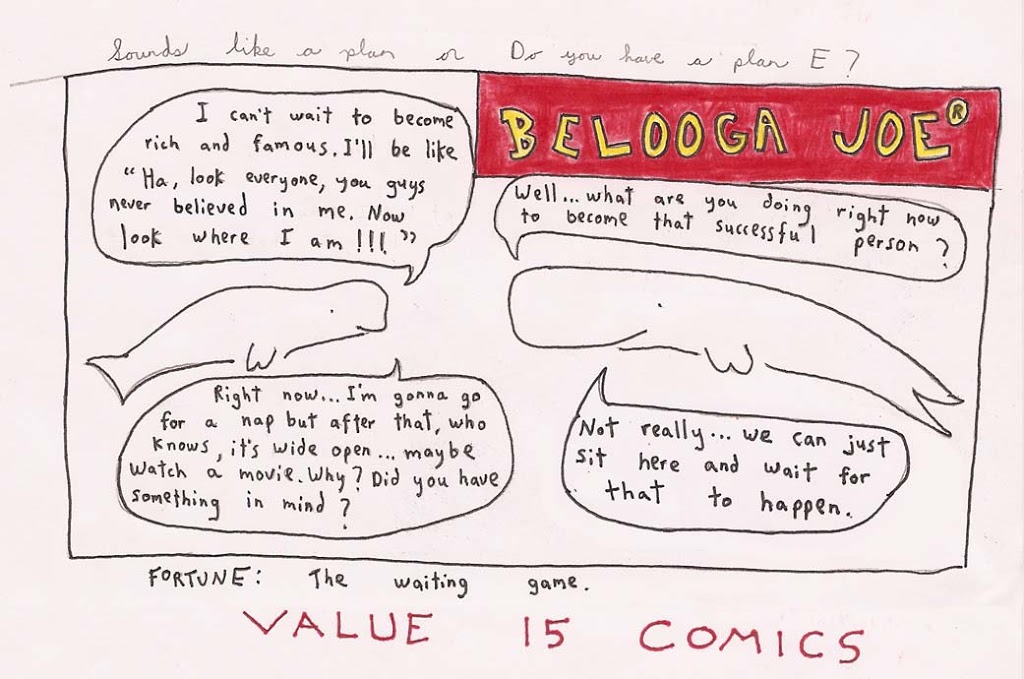 Sounds like a plan or Do you have a plan E?
BELOOGA JOE®
I can't wait to become
rich and famous. I'll be like
"Ha, look everyone, you guys
never believed in me. Now
look where I am !!!"
Well... what are you doing right now
to become that successful person?
Right now... I'm gonna go
for a nap but after that, who
knows, it's wide open... maybe
watch a movie. Why? Did you have
something in mind?
Not really... we can just
sit here and wait for
that to happen.
FORTUNE: The waiting game.
VALUE 15 COMICS